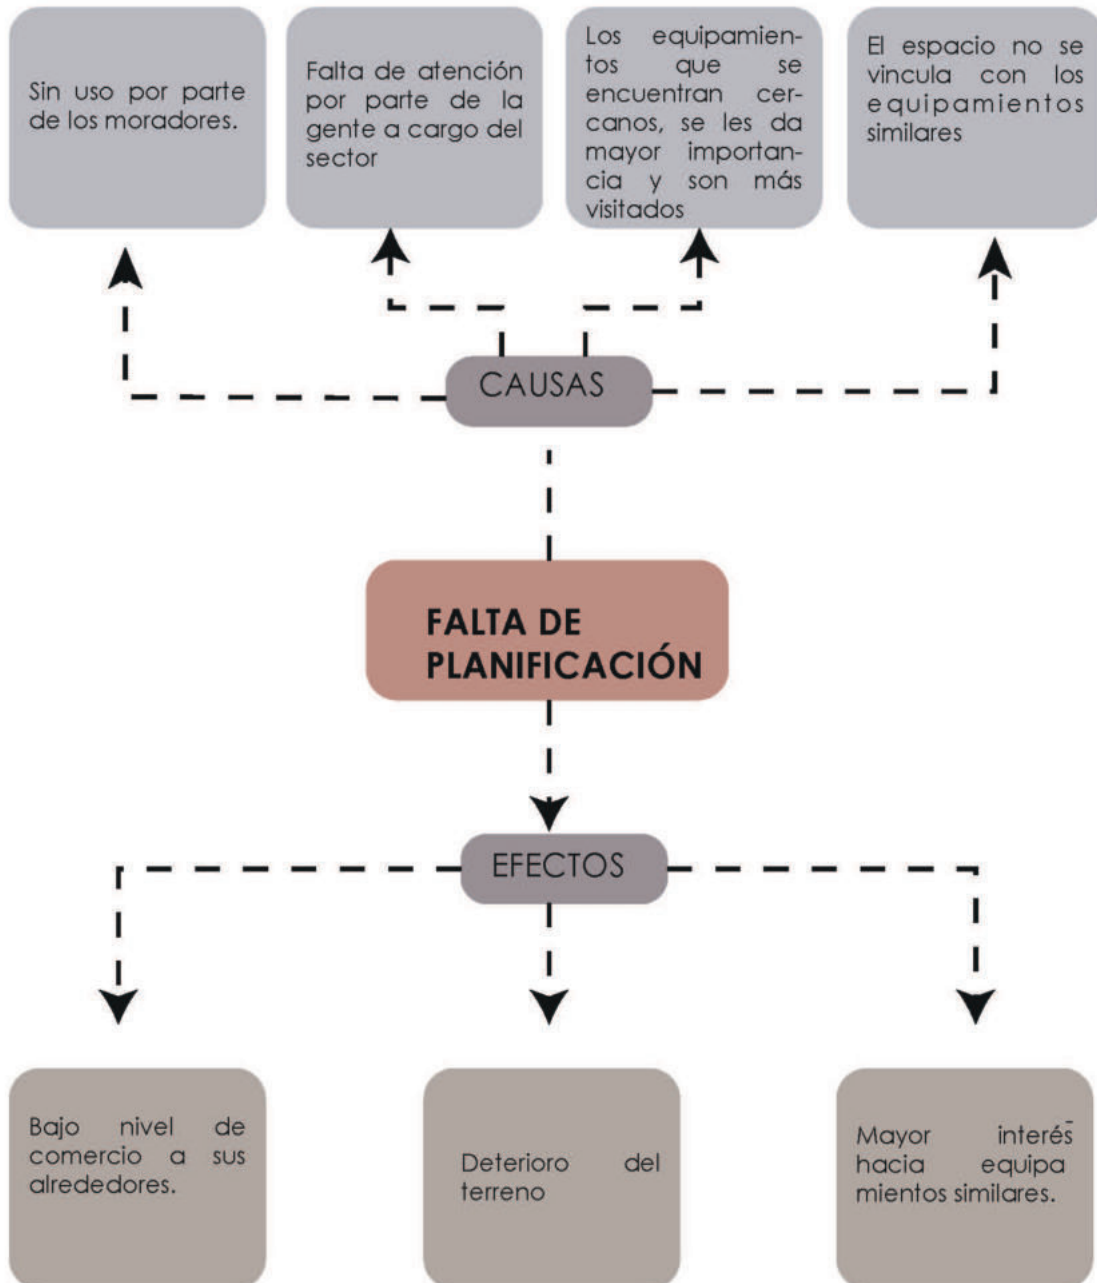 Sin uso por parte
de los moradores.
Falta de atención
por parte de la
gente a cargo del
sector
Los equipamien-
tos que se
encuentran cer-
canos, se les da
mayor importan-
cia y son más
visitados
El espacio no se
vincula con los
equipamientos
similares
CAUSAS
FALTA DE
PLANIFICACIÓN
EFECTOS
Bajo nivel de
comercio a sus
alrededores.
Deterioro del
terreno
Mayor interés-
hacia equipa
mientos similares.